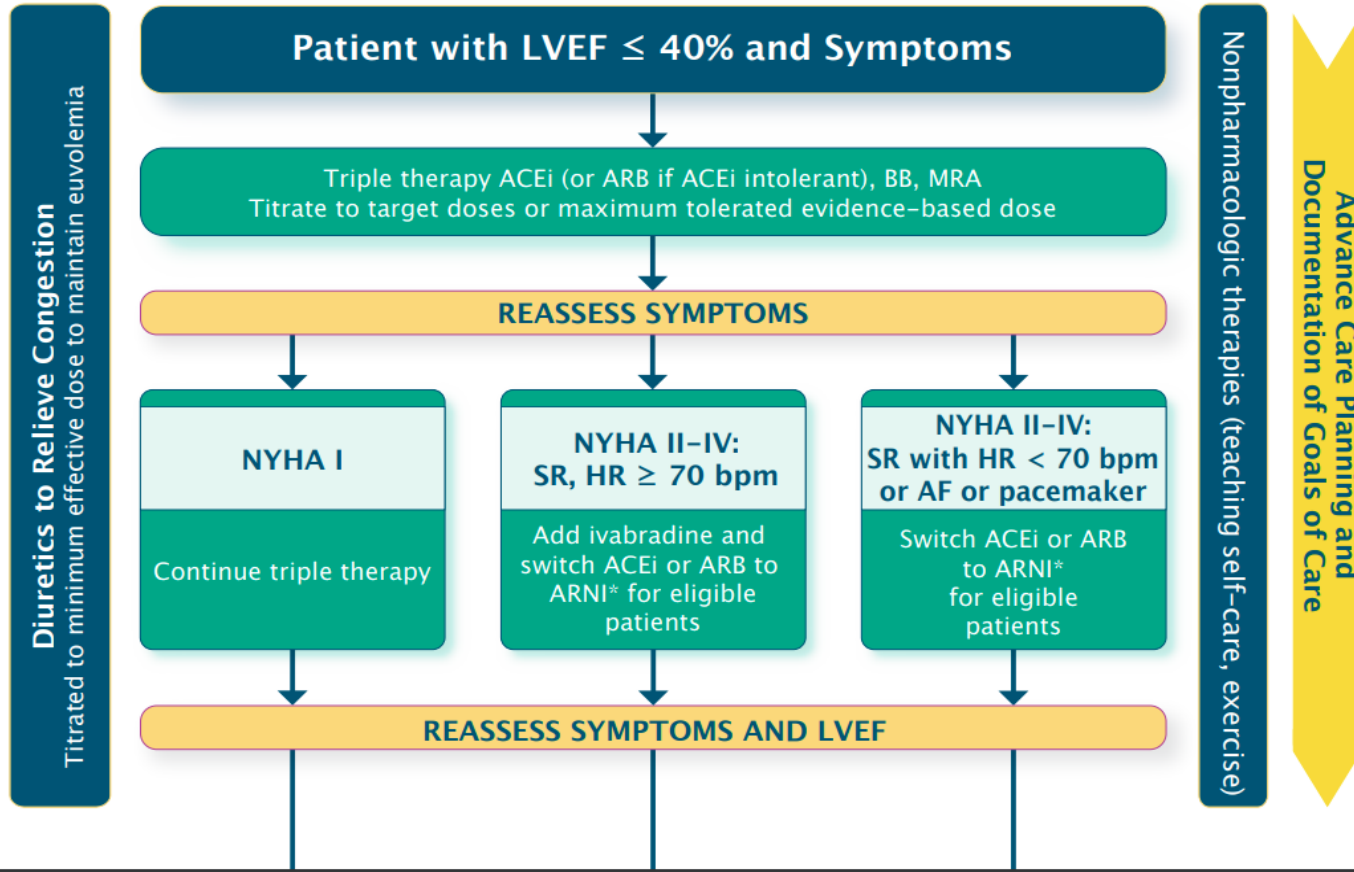 Diuretics to Relieve Congestion
Titrated to minimum effective dose to maintain euvolemia
Patient with LVEF ≤ 40% and Symptoms
Triple therapy ACEi (or ARB if ACEi intolerant), BB, MRA
Titrate to target doses or maximum tolerated evidence-based dose
REASSESS SYMPTOMS
NYHA I
Continue triple therapy
NYHA II-IV:
SR, HR ≥ 70 bpm
Add ivabradine and
switch ACEi or ARB to
ARNI* for eligible
patients
NYHA II-IV:
SR with HR < 70 bpm
or AF or pacemaker
Switch ACEi or ARB
to ARNI*
for eligible
patients
REASSESS SYMPTOMS AND LVEF
Nonpharmacologic therapies (teaching self-care, exercise)
Advance Care Planning and
Documentation of Goals of Care